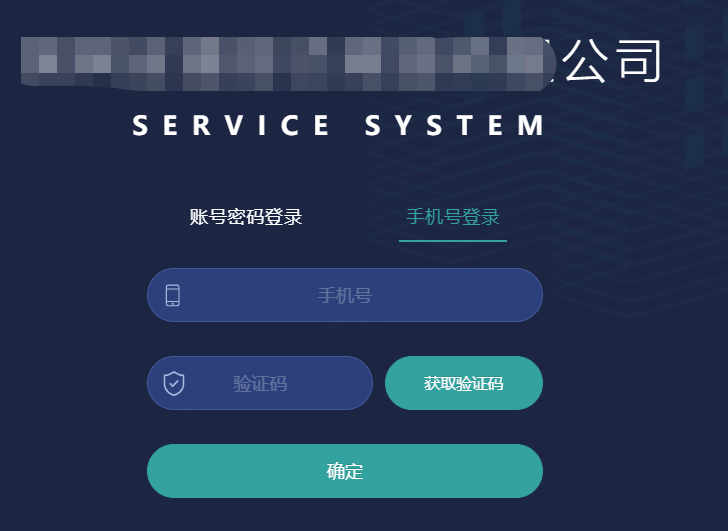 公司
SERVICE SYSTEM
账号密码登录 手机号登录
手机号
验证码 获取验证码
确定